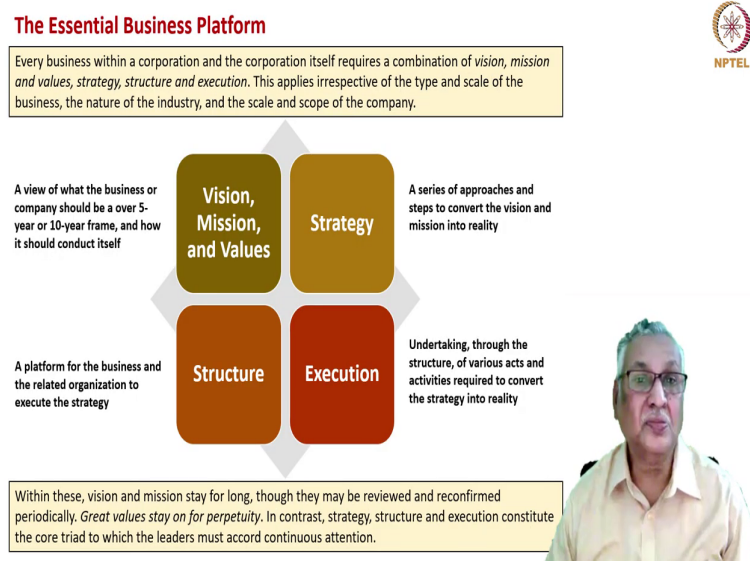 The Essential Business Platform
NPTEL
Every business within a corporation and the corporation itself requires a combination of vision, mission
and values, strategy, structure and execution. This applies irrespective of the type and scale of the
business, the nature of the industry, and the scale and scope of the company.
A view of what the business or
company should be a over 5-
year or 10-year frame, and how
it should conduct itself
Vision,
Mission,
and Values
Strategy
A series of approaches and
steps to convert the vision and
mission into reality
A platform for the business and
the related organization to
execute the strategy
Structure
Execution
Undertaking, through the
structure, of various acts and
activities required to convert
the strategy into reality
Within these, vision and mission stay for long, though they may be reviewed and reconfirmed
periodically. Great values stay on for perpetuity. In contrast, strategy, structure and execution constitute
the core triad to which the leaders must accord continuous attention.